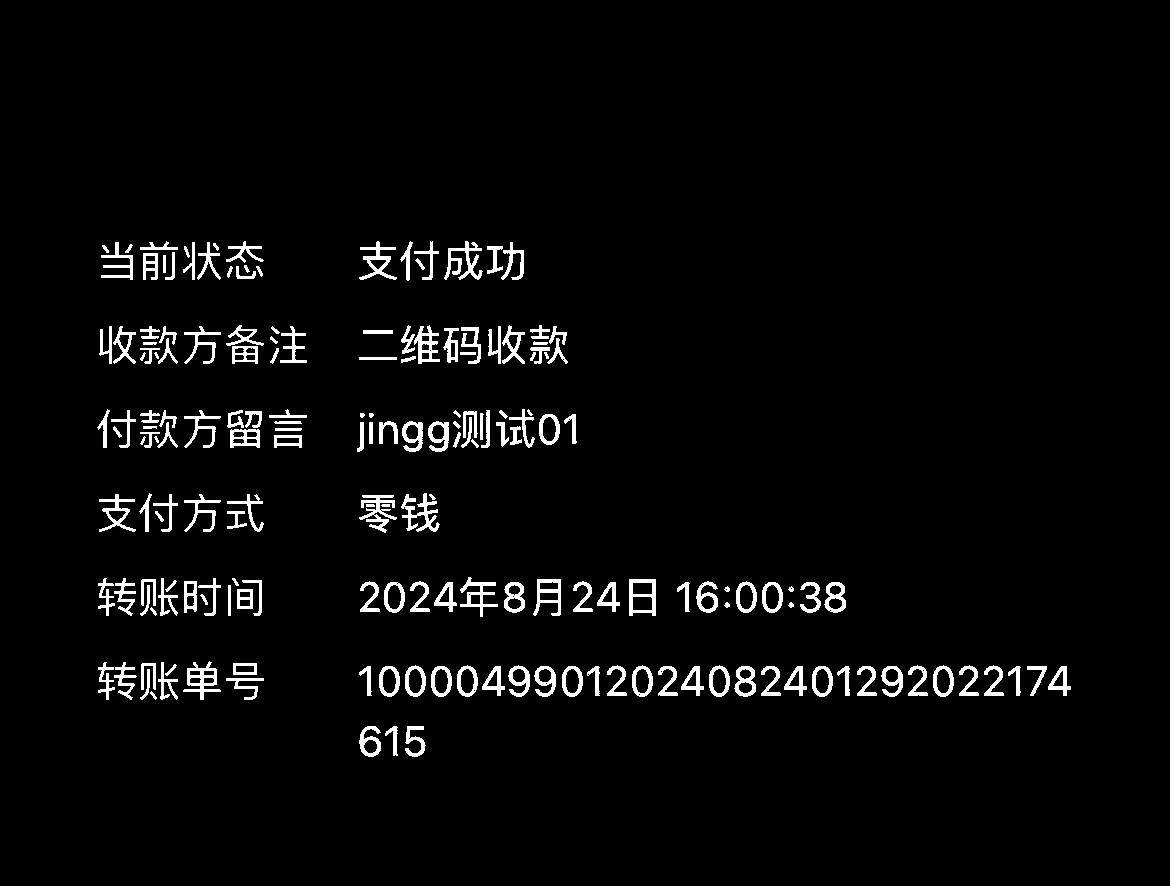 当前状态 支付成功
收款方备注 二维码收款
付款方留言 jingg测试01
支付方式 零钱
转账时间 2024年8月24日 16:00:38
转账单号 1000049901202408240129202​2174
615